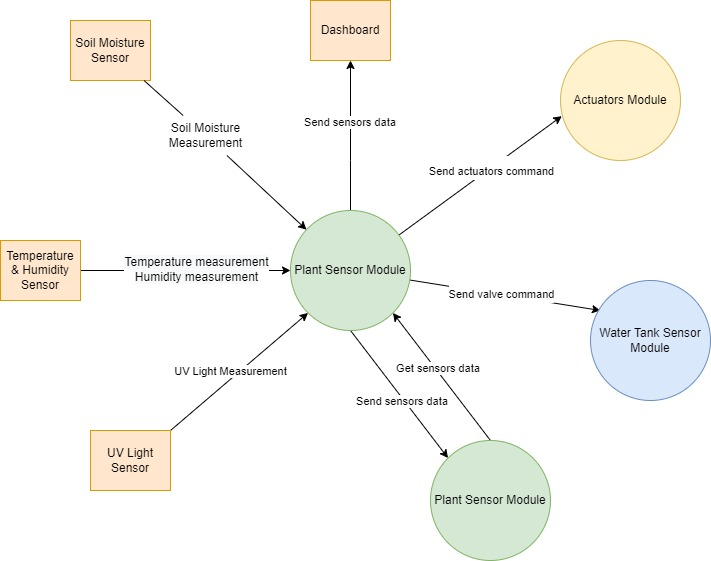 Dashboard
Soil Moisture
Sensor
Actuators Module
Send sensors data
Soil Moisture
Measurement
Send actuators command
Temperature
& Humidity
Sensor
Temperature measurement
Humidity measurement
Plant Sensor Module
Send valve command
Water Tank Sensor
Module
UV Light Measurement
Get sensors data
Send sensors data
UV Light
Sensor
Plant Sensor Module